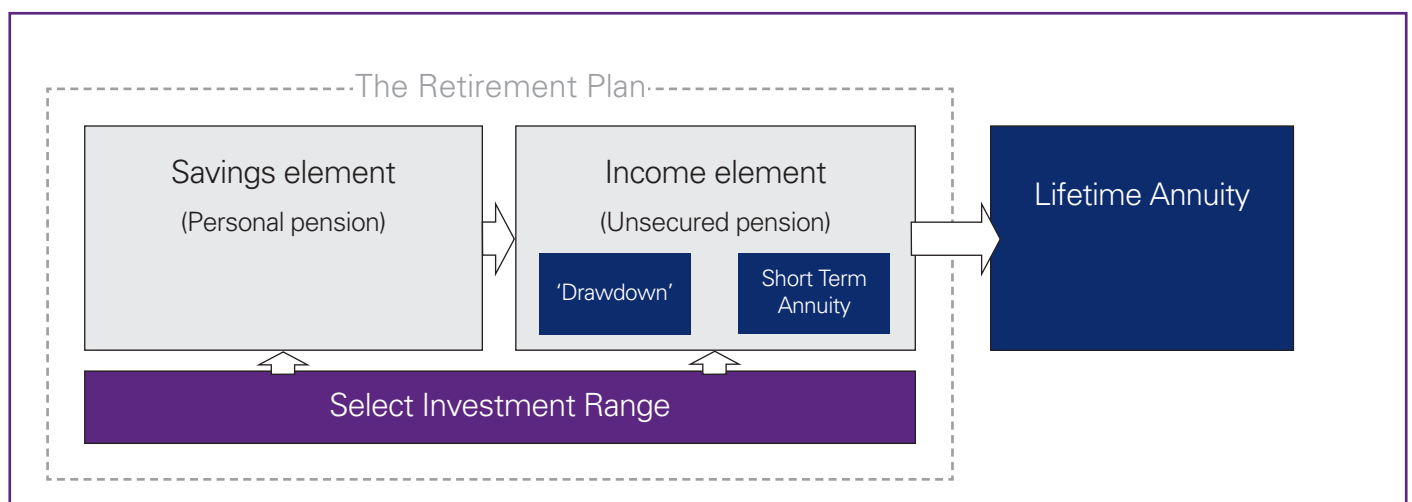 The Retirement Plan
Savings element
(Personal pension)
Income element
(Unsecured pension)
‘Drawdown’
Short Term
Annuity
Lifetime Annuity
Select Investment Range